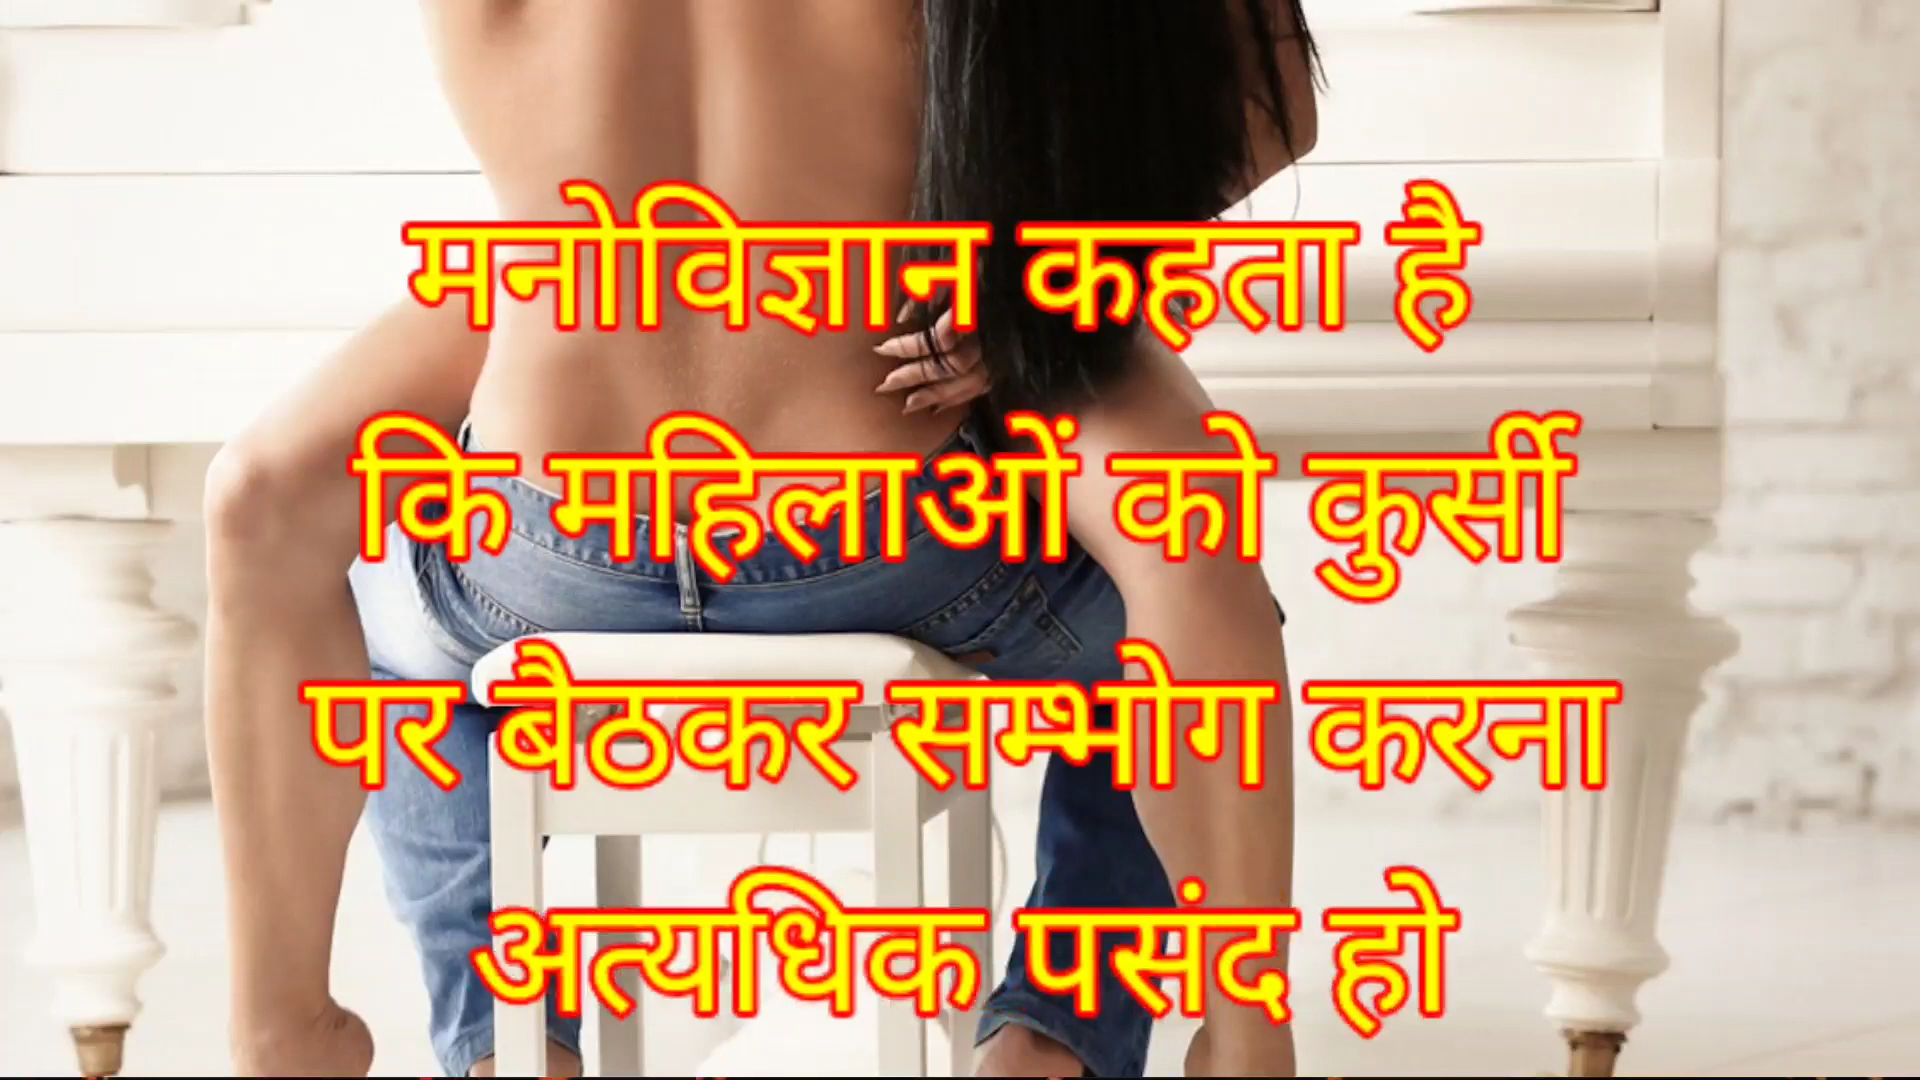 मनोविज्ञान कहता है
कि महिलाओं को कुर्सी
पर बैठकर सम्भोग करना
अत्यधिक पसंद हो